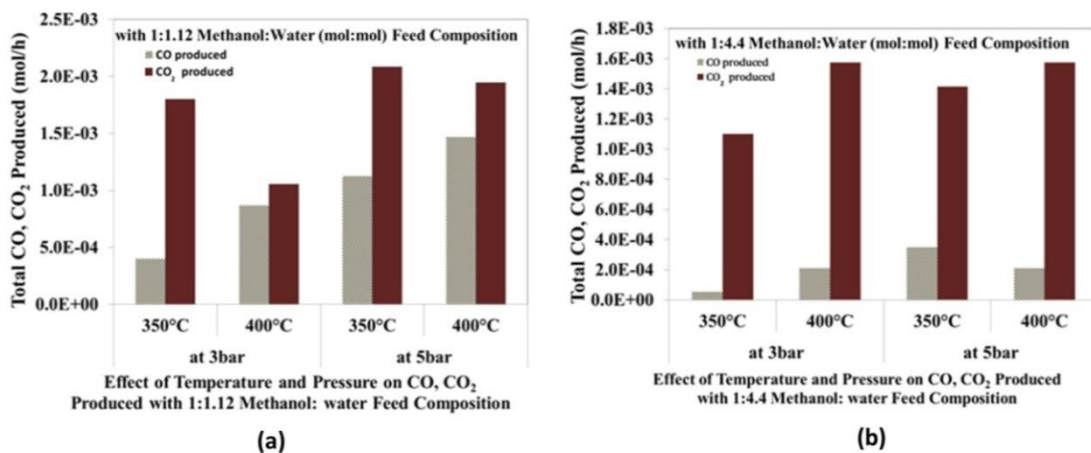 Total CO, CO₂ Produced (mol/h)
2.5E-03
2.0E-03
1.5E-03
1.0E-03
5.0E-04
0.0E+00
with 1:1.12 Methanol:Water (mol:mol) Feed Composition
CO produced
CO₂ produced
350°C 400°C 350°C 400°C
at 3bar at 5bar
Effect of Temperature and Pressure on CO, CO₂
Produced with 1:1.12 Methanol: water Feed Composition
(a)
Total CO, CO₂ Produced (mol/h)
1.8E-03
1.6E-03
1.4E-03
1.2E-03
1.0E-03
8.0E-04
6.0E-04
4.0E-04
2.0E-04
0.0E+00
with 1:4.4 Methanol:Water (mol:mol) Feed Composition
CO produced
CO₂ produced
350°C 400°C 350°C 400°C
at 3bar at 5bar
Effect of Temperature and Pressure on CO, CO₂ Produced
with 1:4.4 Methanol: water Feed Composition
(b)